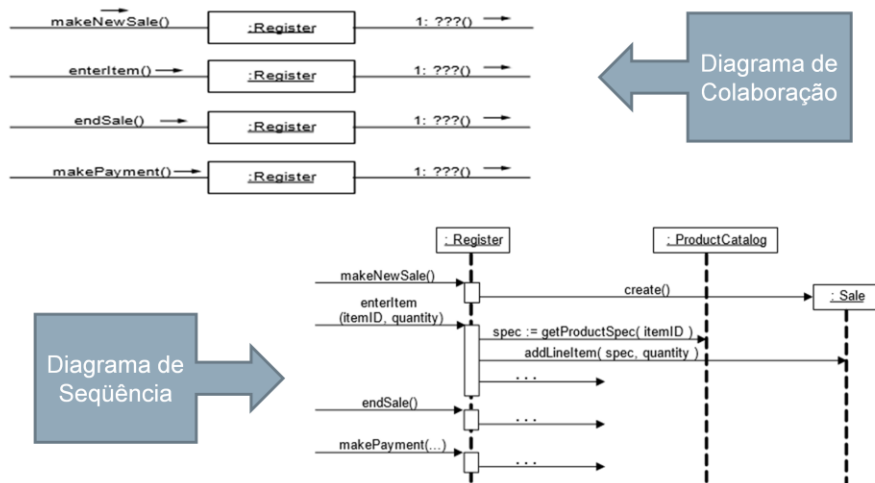 makeNewSale()
:Register
1: ???()
enterItem()
:Register
1: ???()
endSale()
:Register
1: ???()
makePayment()
:Register
1: ???()
Diagrama de
Colaboração
: Register
: ProductCatalog
makeNewSale()
create()
: Sale
enterItem
(itemID, quantity)
spec := getProductSpec( itemID )
addLineItem( spec, quantity )
. . .
endSale()
. . .
makePayment(...)
. . .
Diagrama de
Seqüência